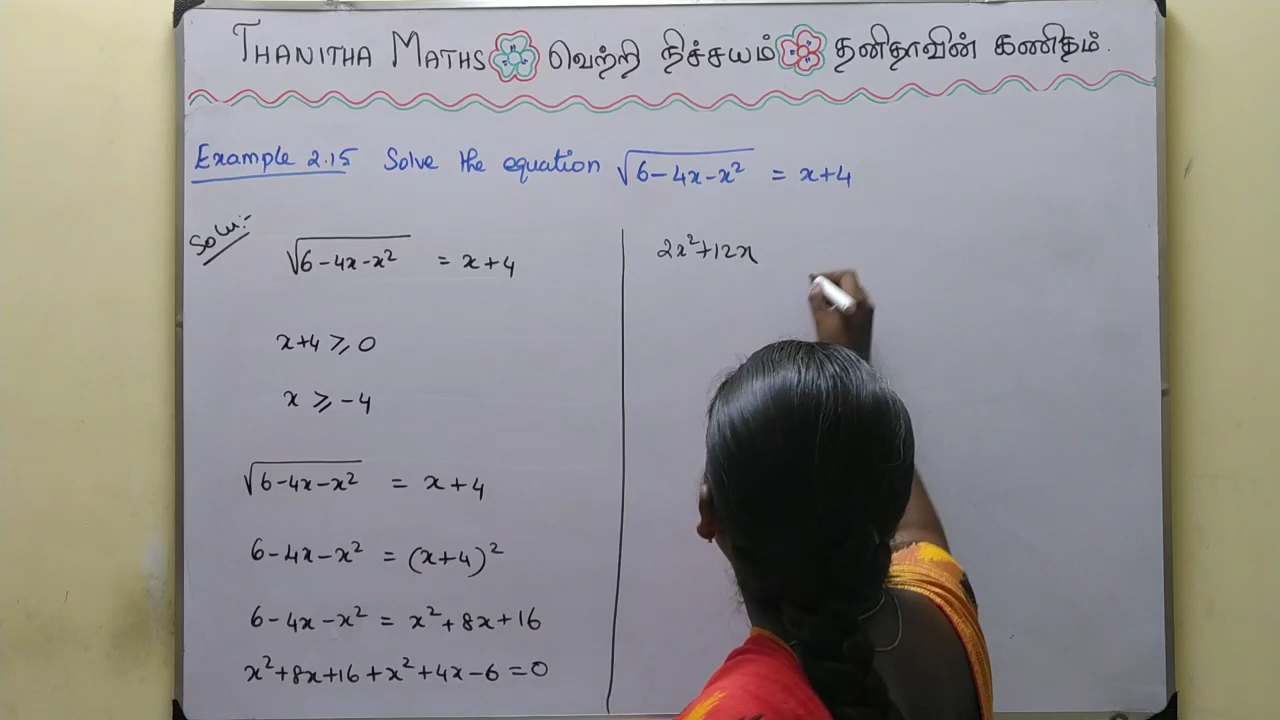 THANITHA MATHS வெற்றி நிச்சயம் தனிதாவின் கணிதம்.
Example 2.15 Solve the equation √(6-4x-x²) = x+4
Solu:-
√(6-4x-x²) = x+4
x+4 ⩾ 0
x ⩾ -4
√(6-4x-x²) = x+4
6-4x-x² = (x+4)²
6-4x-x² = x²+8x+16
x²+8x+16+x²+4x-6=0
2x²+12x